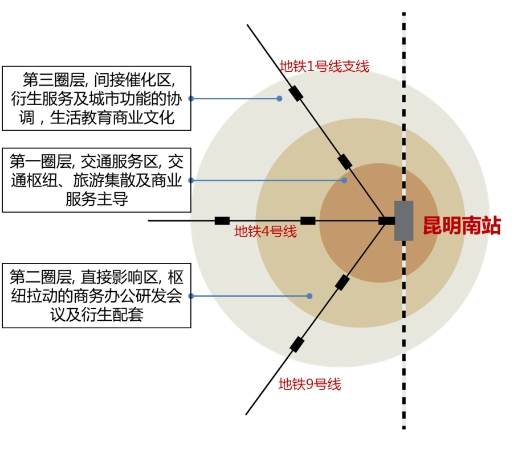 地铁1号线支线
第三圈层, 间接催化区,
衍生服务及城市功能的协
调，生活教育商业文化
第一圈层, 交通服务区, 交
通枢纽、旅游集散及商业
服务主导
昆明南站
地铁4号线
第二圈层, 直接影响区, 枢
纽拉动的商务办公研发会
议及衍生配套
地铁9号线